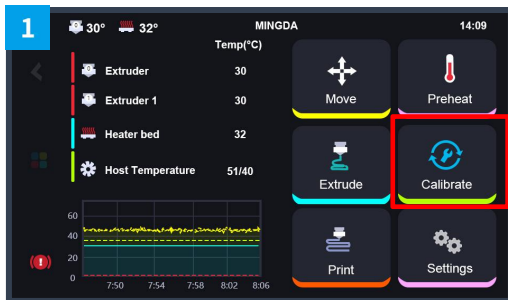 1
30° 32° MINGDA 14:09
Temp(°C)
Extruder 30
Extruder 1 30
Heater bed 32
Host Temperature 51/40
Move
Preheat
Extrude
Calibrate
Print
Settings
60
40
20
0
7:50 7:54 7:58 8:02 8:06